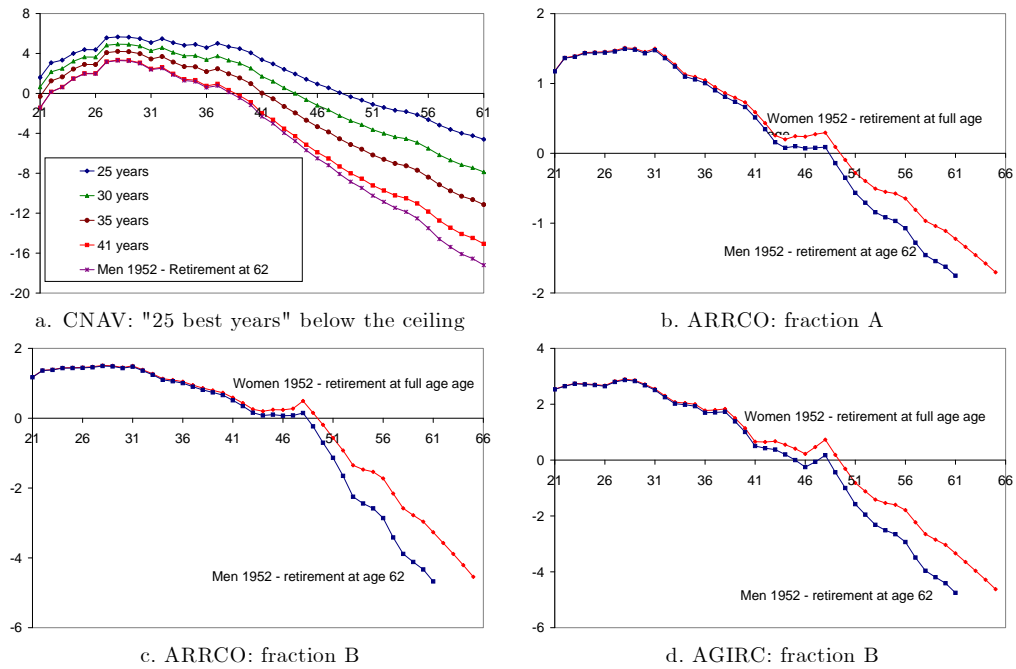 8
4
0
-4
-8
-12
-16
-20
21 26 31 36 41 46 51 56 61
25 years
30 years
35 years
41 years
Men 1952 - Retirement at 62
a. CNAV: "25 best years" below the ceiling
2
1
0
-1
-2
21 26 31 36 41 46 51 56 61 66
Women 1952 - retirement at full age
age
Men 1952 - retirement at age 62
b. ARRCO: fraction A
2
0
-2
-4
-6
21 26 31 36 41 46 51 56 61 66
Women 1952 - retirement at full age age
Men 1952 - retirement at age 62
c. ARRCO: fraction B
4
2
0
-2
-4
-6
21 26 31 36 41 46 51 56 61 66
Women 1952 - retirement at full age age
Men 1952 - retirement at age 62
d. AGIRC: fraction B